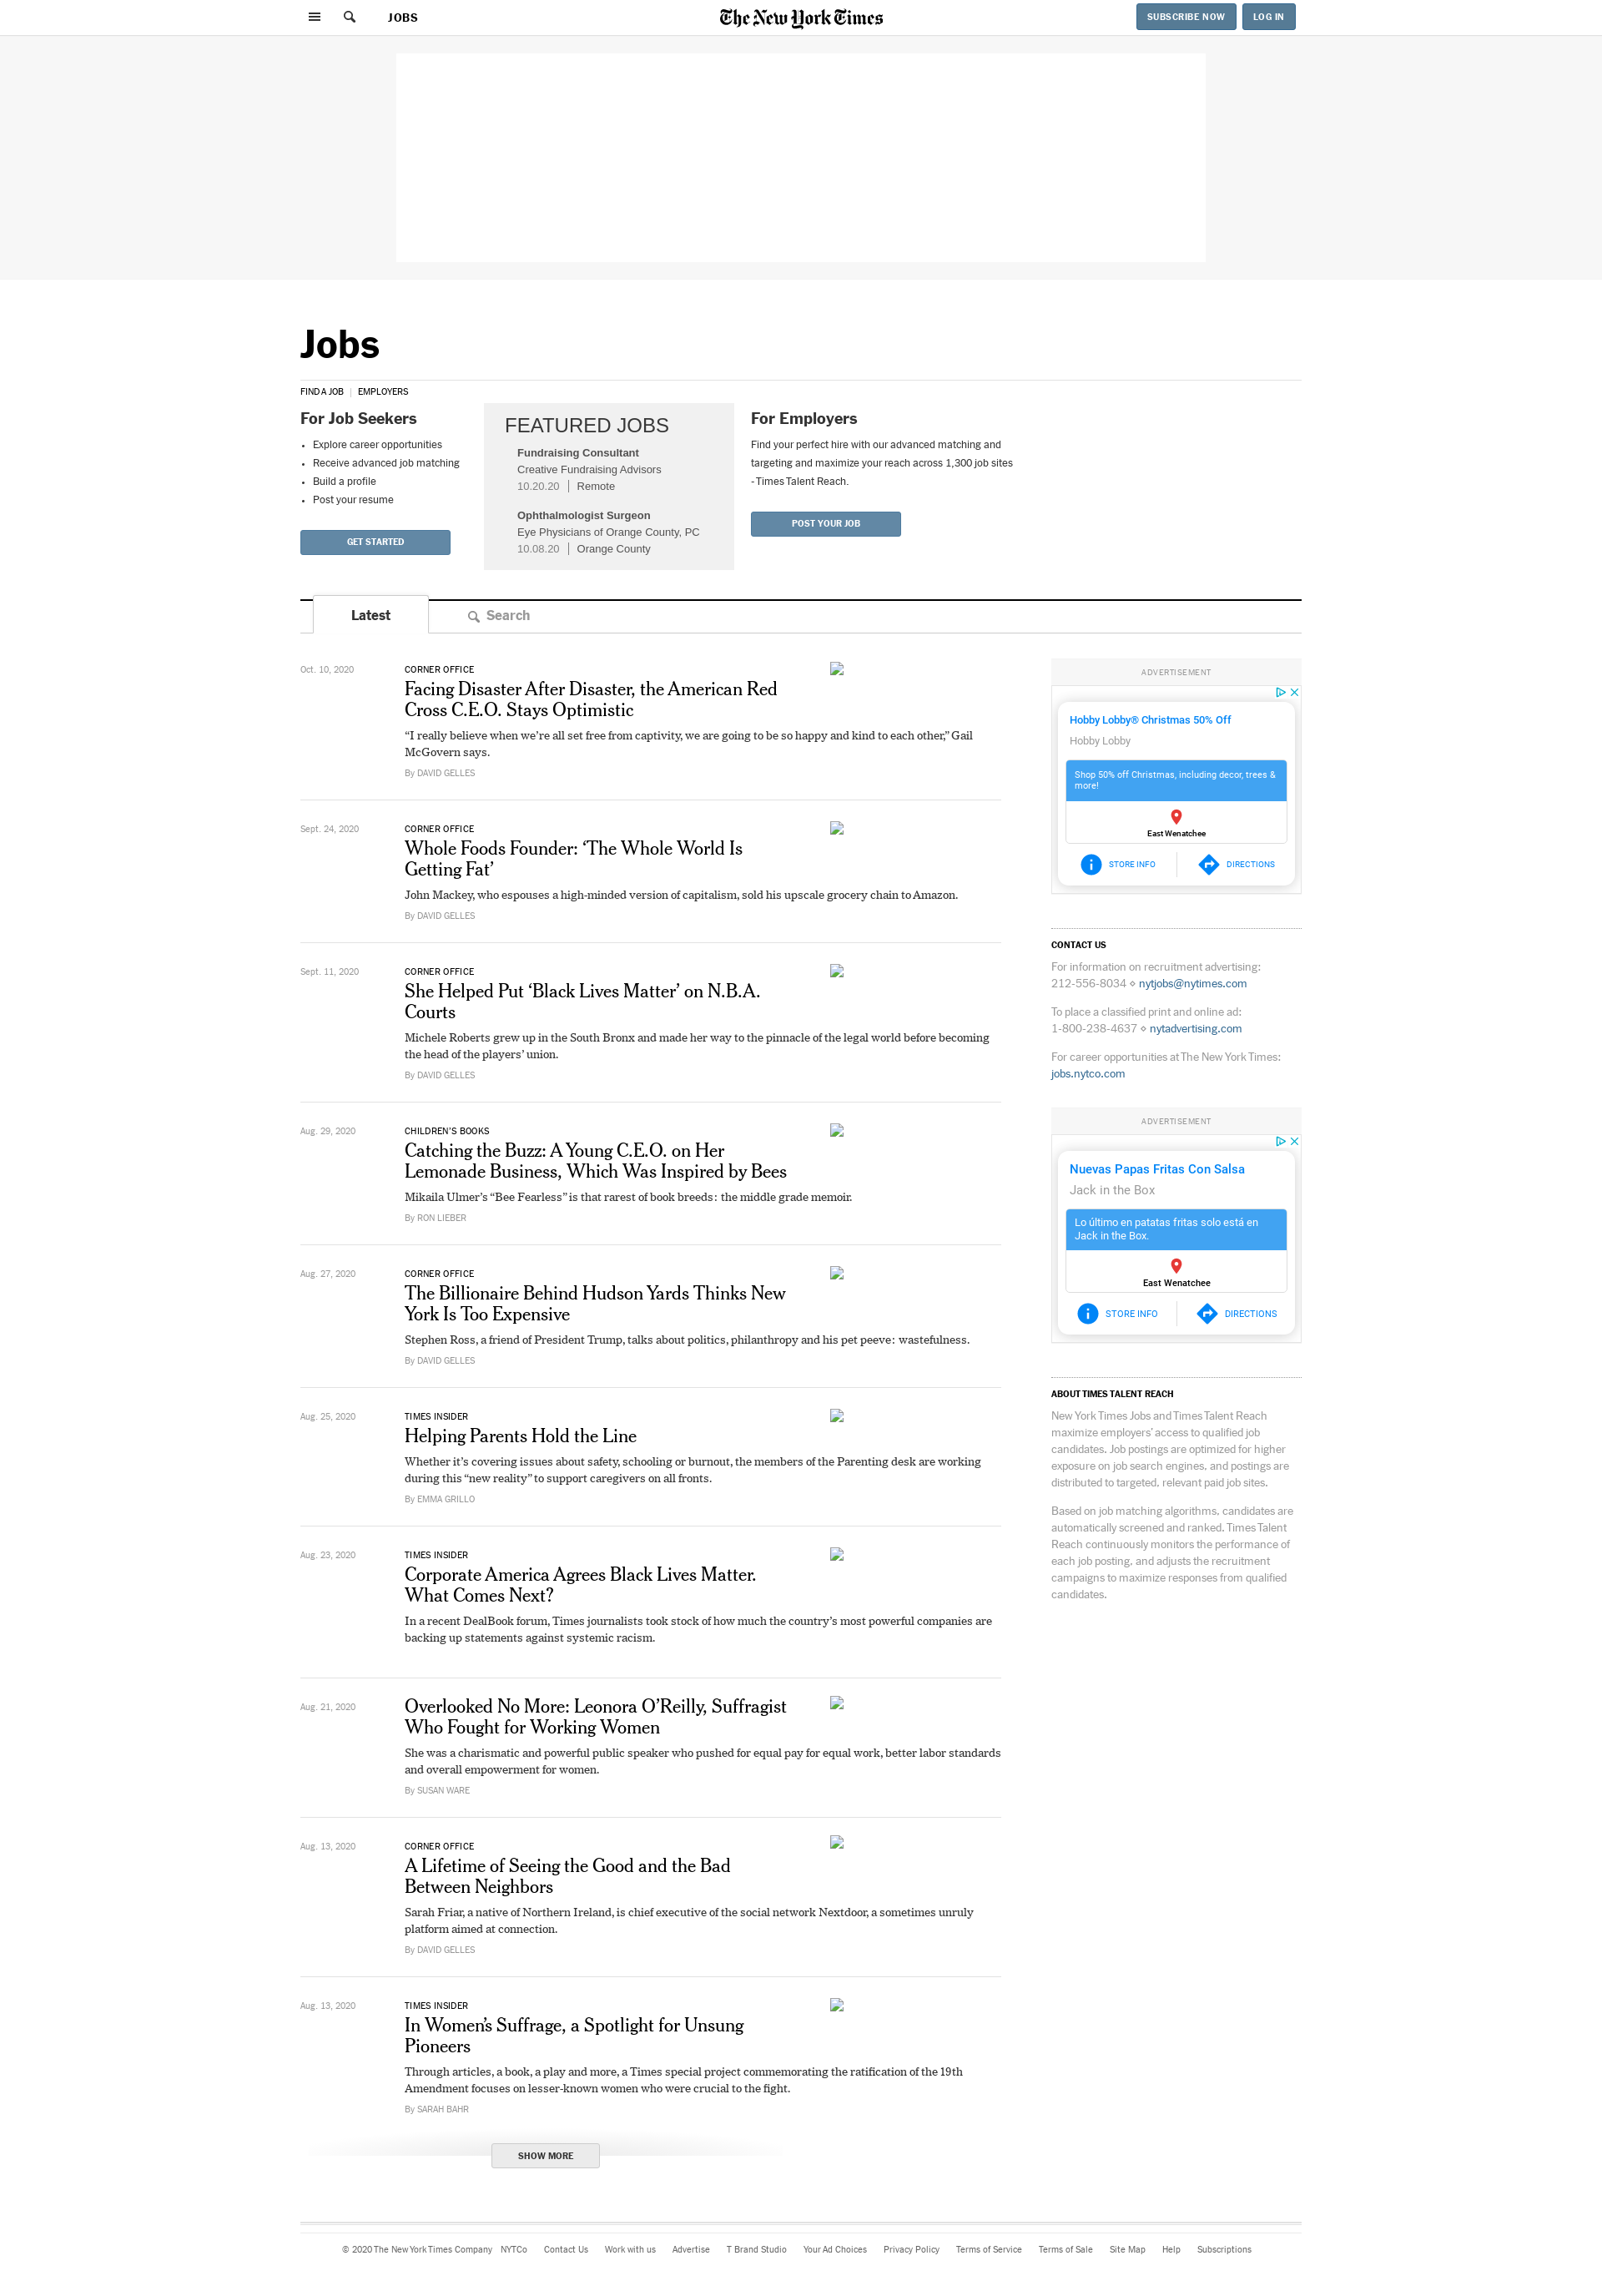 JOBS
The New York Times
SUBSCRIBE NOW
LOG IN
Jobs
FIND A JOB | EMPLOYERS
For Job Seekers
• Explore career opportunities
• Receive advanced job matching
• Build a profile
• Post your resume
GET STARTED
FEATURED JOBS
Fundraising Consultant
Creative Fundraising Advisors
10.20.20 | Remote
Ophthalmologist Surgeon
Eye Physicians of Orange County, PC
10.08.20 | Orange County
For Employers
Find your perfect hire with our advanced matching and
targeting and maximize your reach across 1,300 job sites
- Times Talent Reach.
POST YOUR JOB
Latest
Search
Oct. 10, 2020
CORNER OFFICE
Facing Disaster After Disaster, the American Red
Cross C.E.O. Stays Optimistic
“I really believe when we’re all set free from captivity, we are going to be so happy and kind to each other,” Gail
McGovern says.
By DAVID GELLES
Sept. 24, 2020
CORNER OFFICE
Whole Foods Founder: ‘The Whole World Is
Getting Fat’
John Mackey, who espouses a high-minded version of capitalism, sold his upscale grocery chain to Amazon.
By DAVID GELLES
Sept. 11, 2020
CORNER OFFICE
She Helped Put ‘Black Lives Matter’ on N.B.A.
Courts
Michele Roberts grew up in the South Bronx and made her way to the pinnacle of the legal world before becoming
the head of the players’ union.
By DAVID GELLES
Aug. 29, 2020
CHILDREN’S BOOKS
Catching the Buzz: A Young C.E.O. on Her
Lemonade Business, Which Was Inspired by Bees
Mikaila Ulmer’s “Bee Fearless” is that rarest of book breeds: the middle grade memoir.
By RON LIEBER
Aug. 27, 2020
CORNER OFFICE
The Billionaire Behind Hudson Yards Thinks New
York Is Too Expensive
Stephen Ross, a friend of President Trump, talks about politics, philanthropy and his pet peeve: wastefulness.
By DAVID GELLES
Aug. 25, 2020
TIMES INSIDER
Helping Parents Hold the Line
Whether it’s covering issues about safety, schooling or burnout, the members of the Parenting desk are working
during this “new reality” to support caregivers on all fronts.
By EMMA GRILLO
Aug. 23, 2020
TIMES INSIDER
Corporate America Agrees Black Lives Matter.
What Comes Next?
In a recent DealBook forum, Times journalists took stock of how much the country’s most powerful companies are
backing up statements against systemic racism.
Aug. 21, 2020
Overlooked No More: Leonora O’Reilly, Suffragist
Who Fought for Working Women
She was a charismatic and powerful public speaker who pushed for equal pay for equal work, better labor standards
and overall empowerment for women.
By SUSAN WARE
Aug. 13, 2020
CORNER OFFICE
A Lifetime of Seeing the Good and the Bad
Between Neighbors
Sarah Friar, a native of Northern Ireland, is chief executive of the social network Nextdoor, a sometimes unruly
platform aimed at connection.
By DAVID GELLES
Aug. 13, 2020
TIMES INSIDER
In Women’s Suffrage, a Spotlight for Unsung
Pioneers
Through articles, a book, a play and more, a Times special project commemorating the ratification of the 19th
Amendment focuses on lesser-known women who were crucial to the fight.
By SARAH BAHR
SHOW MORE
ADVERTISEMENT
Hobby Lobby® Christmas 50% Off
Hobby Lobby
Shop 50% off Christmas, including decor, trees &
more!
East Wenatchee
STORE INFO
DIRECTIONS
CONTACT US
For information on recruitment advertising:
212-556-8034 ⋄ nytjobs@nytimes.com
To place a classified print and online ad:
1-800-238-4637 ⋄ nytadvertising.com
For career opportunities at The New York Times:
jobs.nytco.com
ADVERTISEMENT
Nuevas Papas Fritas Con Salsa
Jack in the Box
Lo último en patatas fritas solo está en
Jack in the Box.
East Wenatchee
STORE INFO
DIRECTIONS
ABOUT TIMES TALENT REACH
New York Times Jobs and Times Talent Reach
maximize employers’ access to qualified job
candidates. Job postings are optimized for higher
exposure on job search engines, and postings are
distributed to targeted, relevant paid job sites.
Based on job matching algorithms, candidates are
automatically screened and ranked. Times Talent
Reach continuously monitors the performance of
each job posting, and adjusts the recruitment
campaigns to maximize responses from qualified
candidates.
© 2020 The New York Times Company NYTCo Contact Us Work with us Advertise T Brand Studio Your Ad Choices Privacy Policy Terms of Service Terms of Sale Site Map Help Subscriptions